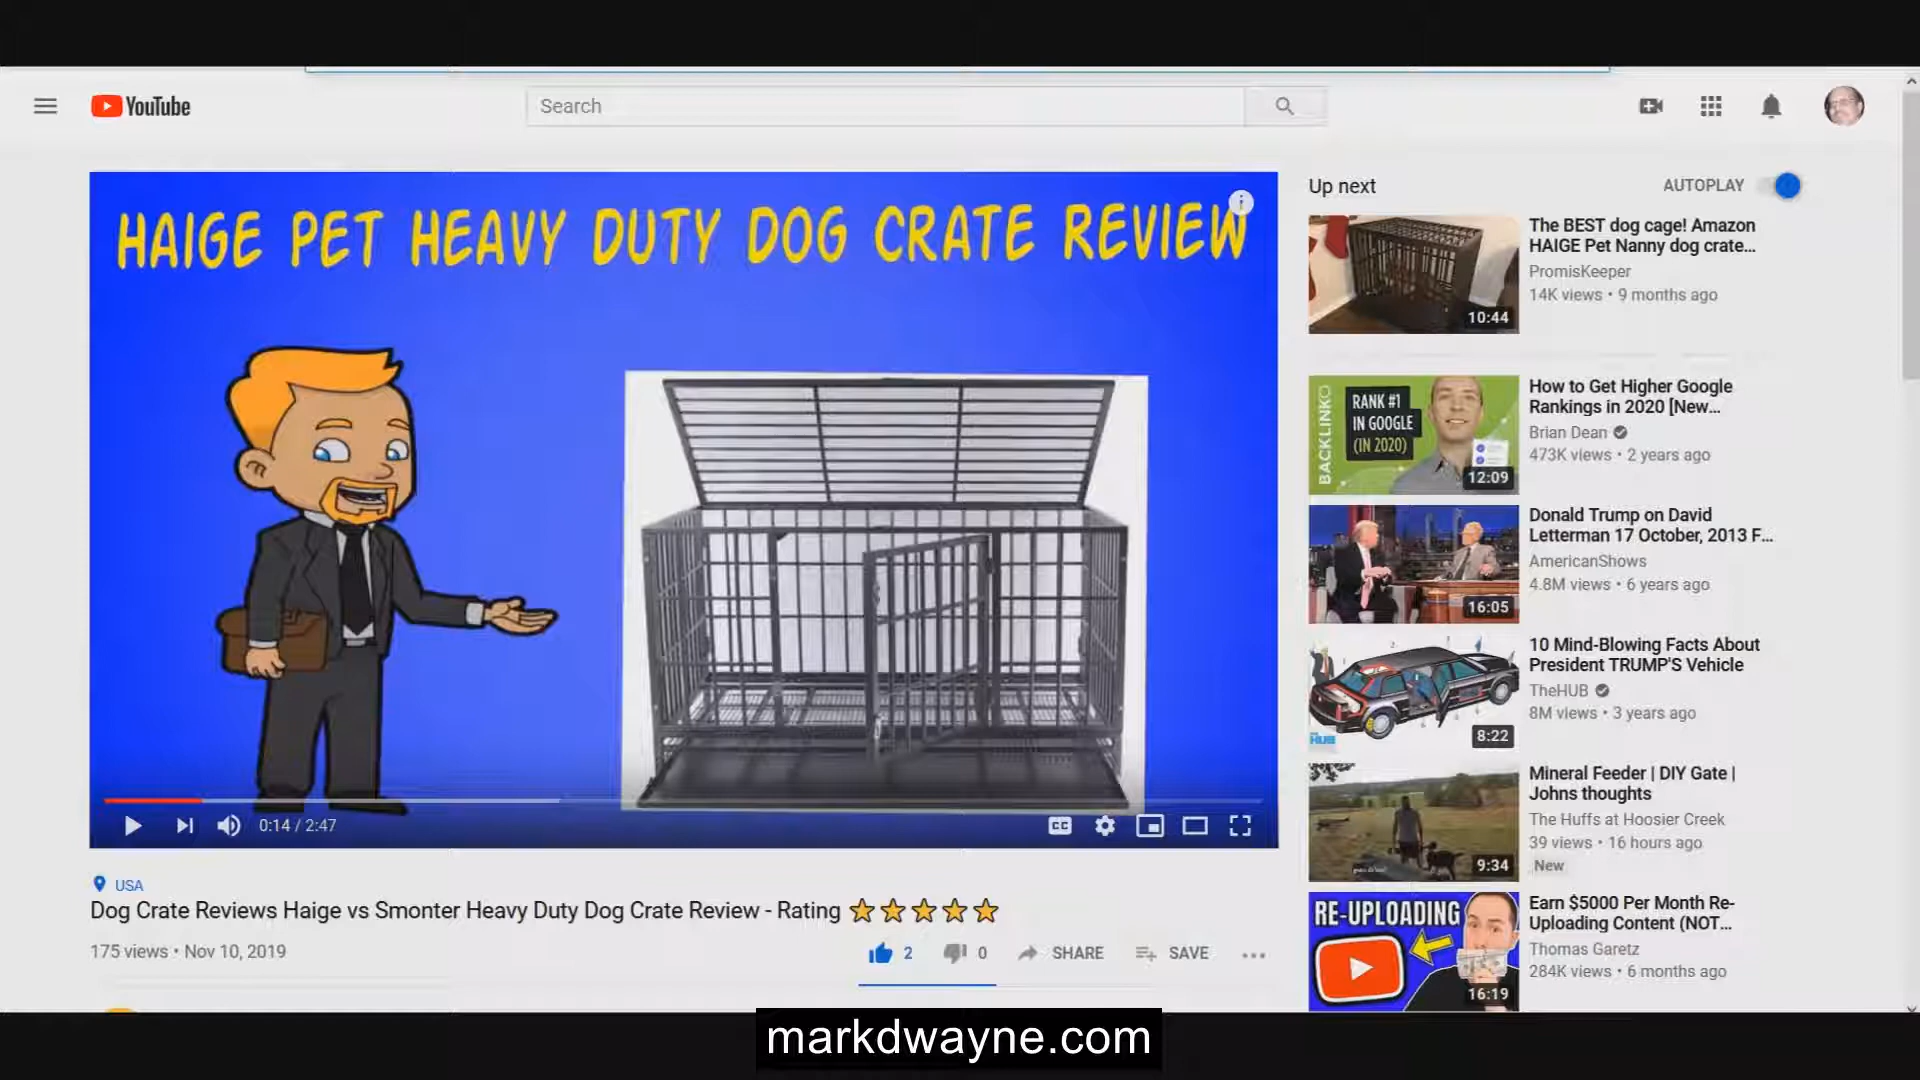 YouTube
Search
HAIGE PET HEAVY DUTY DOG CRATE REVIEW
0:14 / 2:47
CC
USA
Dog Crate Reviews Haige vs Smonter Heavy Duty Dog Crate Review - Rating ⭐⭐⭐⭐⭐
175 views • Nov 10, 2019
2
0
SHARE
SAVE
Up next
AUTOPLAY
10:44
The BEST dog cage! Amazon
HAIGE Pet Nanny dog crate...
PromisKeeper
14K views • 9 months ago
BACKLINKO
RANK #1
IN GOOGLE
(IN 2020)
12:09
How to Get Higher Google
Rankings in 2020 [New...
Brian Dean
473K views • 2 years ago
16:05
Donald Trump on David
Letterman 17 October, 2013 F...
AmericanShows
4.8M views • 6 years ago
HUB
8:22
10 Mind-Blowing Facts About
President TRUMP'S Vehicle
TheHUB
8M views • 3 years ago
9:34
Mineral Feeder | DIY Gate |
Johns thoughts
The Huffs at Hoosier Creek
39 views • 16 hours ago
New
RE-UPLOADING
16:19
Earn $5000 Per Month Re-
Uploading Content (NOT...
Thomas Garetz
284K views • 6 months ago
markdwayne.com